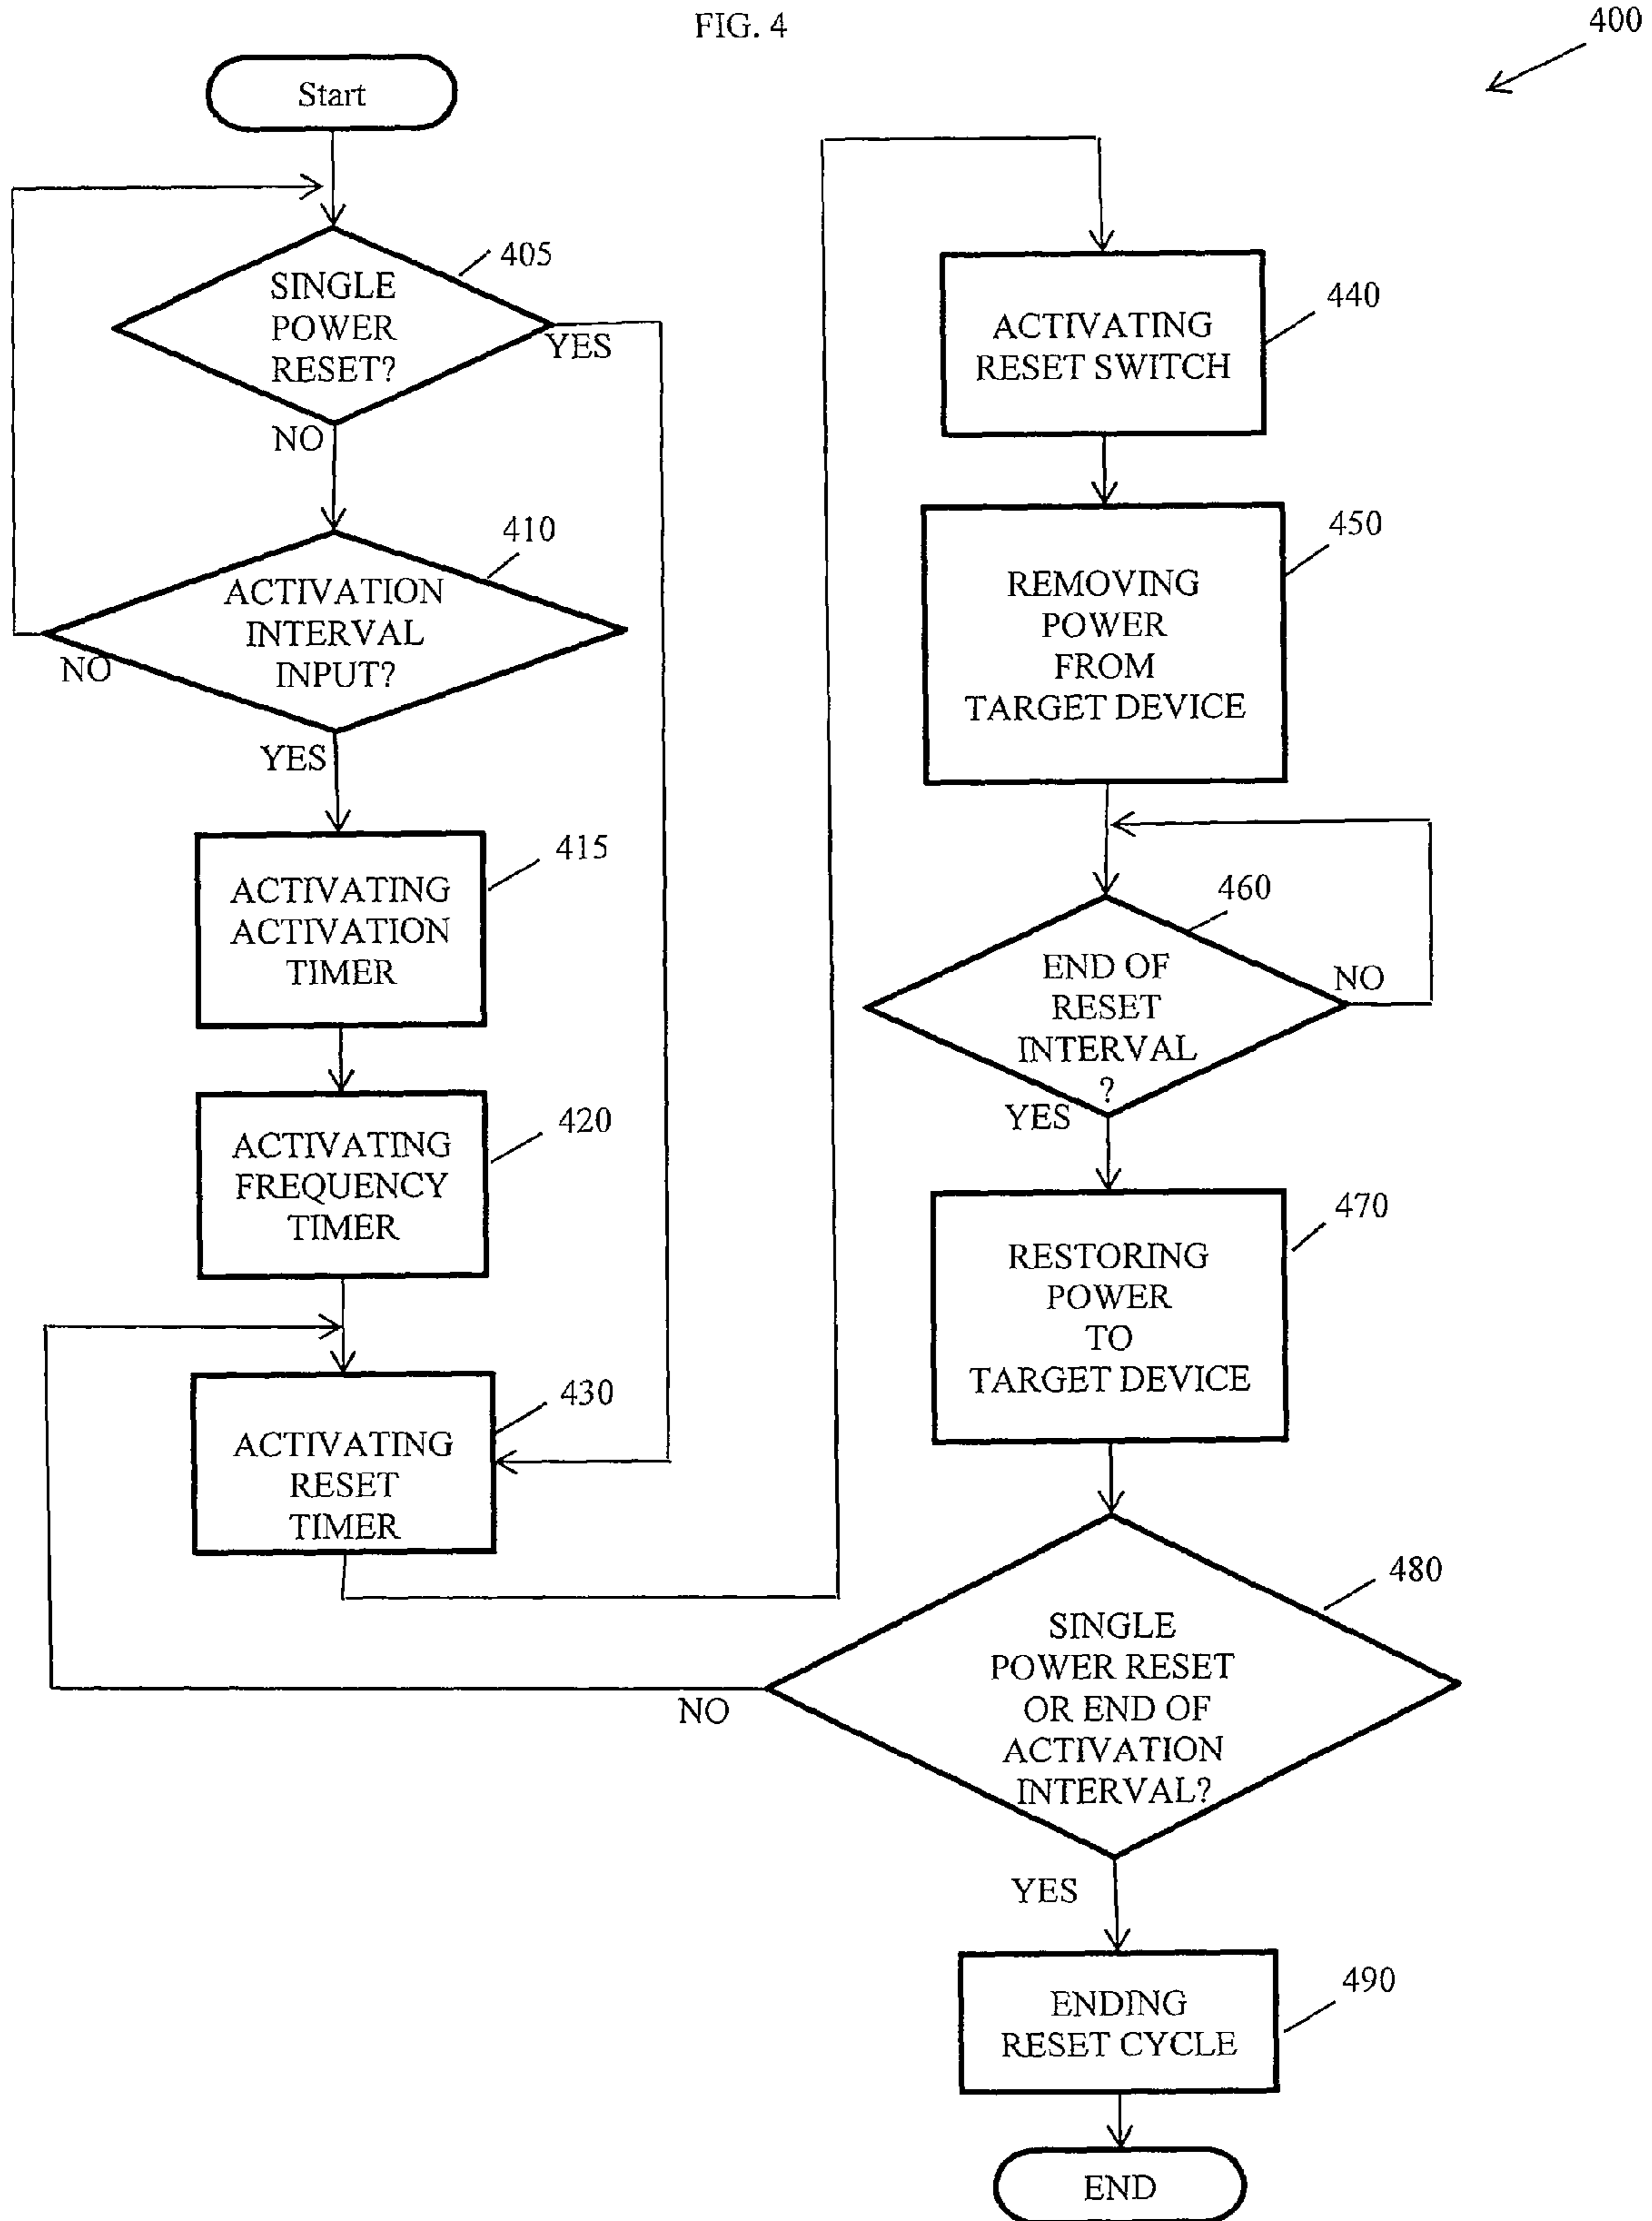 FIG. 4
400
Start
405
SINGLE
POWER
RESET?
YES
NO
410
ACTIVATION
INTERVAL
INPUT?
NO
YES
415
ACTIVATING
ACTIVATION
TIMER
420
ACTIVATING
FREQUENCY
TIMER
430
ACTIVATING
RESET
TIMER
440
ACTIVATING
RESET SWITCH
450
REMOVING
POWER
FROM
TARGET DEVICE
460
END OF
RESET
INTERVAL
?
NO
YES
470
RESTORING
POWER
TO
TARGET DEVICE
480
SINGLE
POWER RESET
OR END OF
ACTIVATION
INTERVAL?
NO
YES
490
ENDING
RESET CYCLE
END